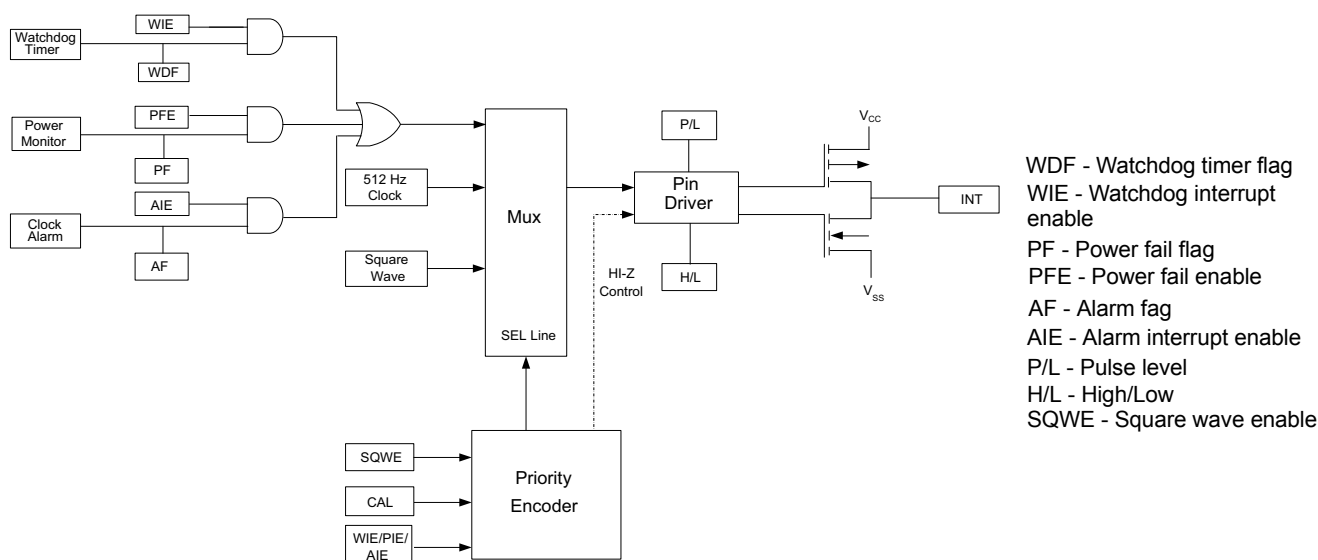 WIE
Watchdog
Timer
WDF
PFE
Power
Monitor
PF
AIE
Clock
Alarm
AF
512 Hz
Clock
Square
Wave
Mux
SEL Line
P/L
Pin
Driver
H/L
HI-Z
Control
VCC
INT
VSS
SQWE
CAL
WIE/PIE/
AIE
Priority
Encoder
WDF - Watchdog timer flag
WIE - Watchdog interrupt
enable
PF - Power fail flag
PFE - Power fail enable
AF - Alarm fag
AIE - Alarm interrupt enable
P/L - Pulse level
H/L - High/Low
SQWE - Square wave enable